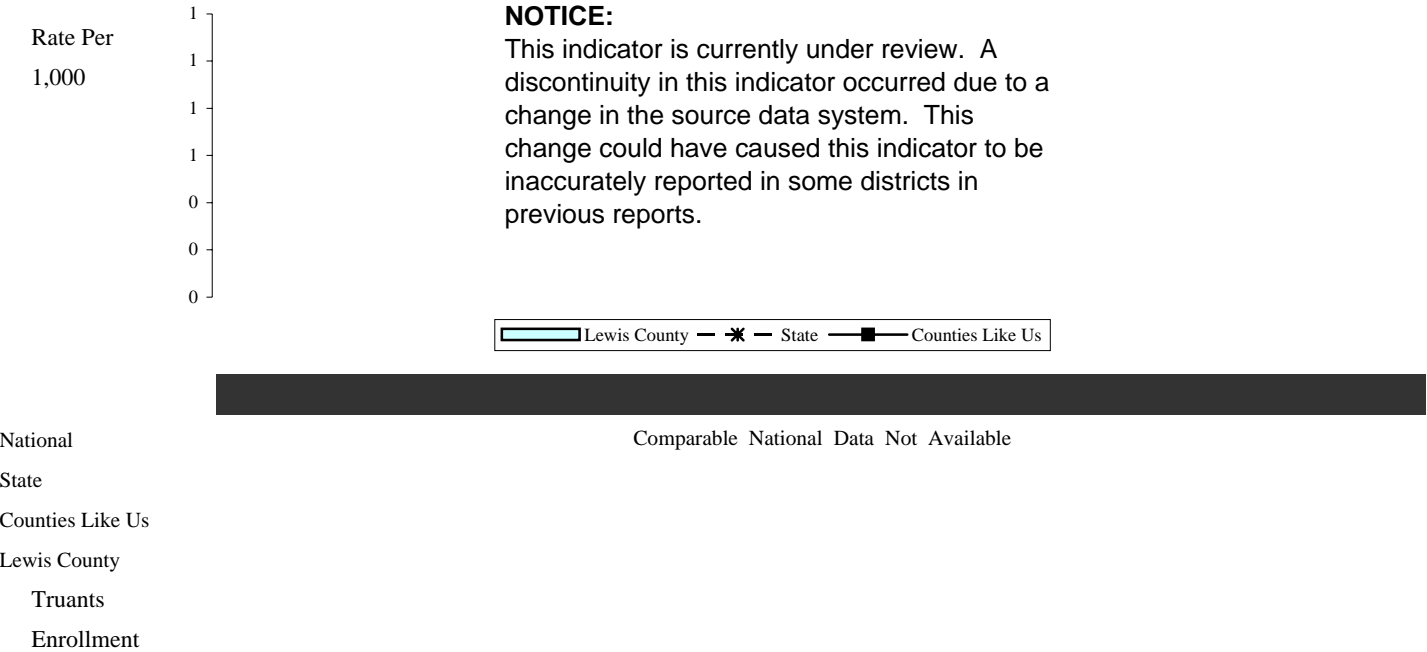 Rate Per
1,000
1
1
1
1
0
0
0
NOTICE:
This indicator is currently under review. A
discontinuity in this indicator occurred due to a
change in the source data system. This
change could have caused this indicator to be
inaccurately reported in some districts in
previous reports.
Lewis County State Counties Like Us
National Comparable National Data Not Available
State
Counties Like Us
Lewis County
Truants
Enrollment